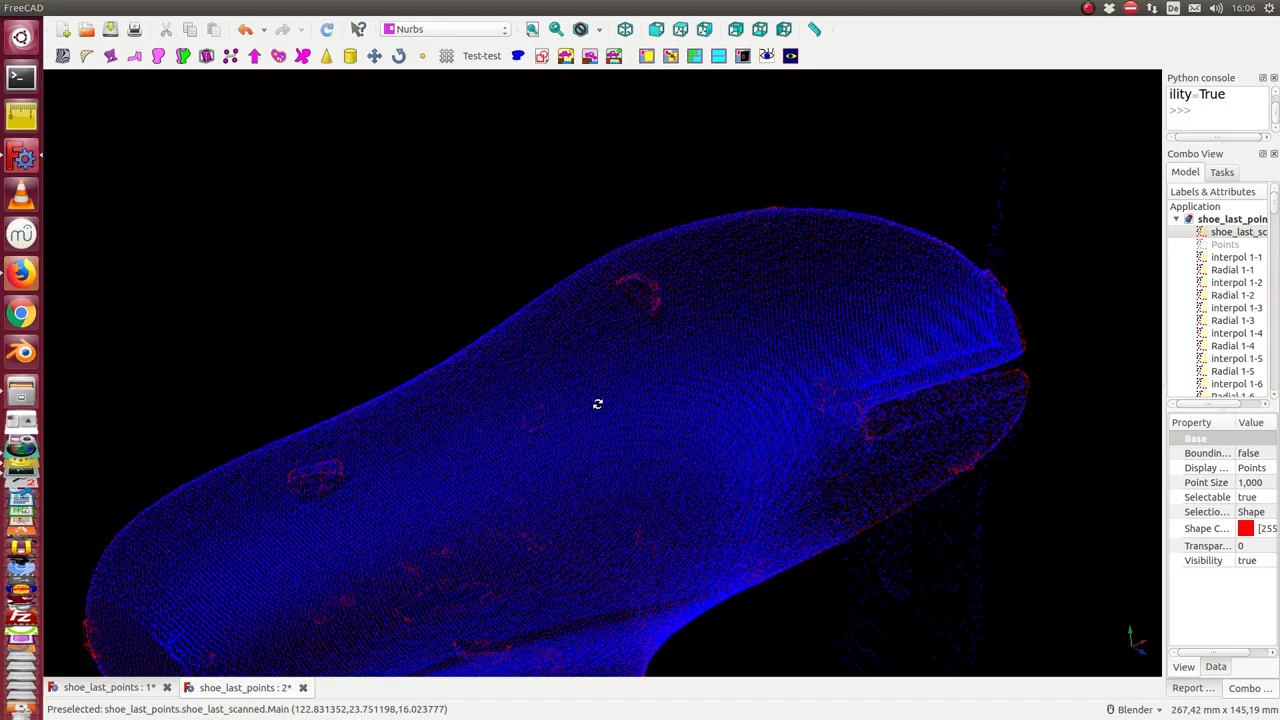 FreeCAD
De
16:06
Nurbs
Test-test
Python console
ility=True
>>>
Combo View
Model
Tasks
Labels & Attributes
Application
shoe_last_poin
shoe_last_sc
Points
interpol 1-1
Radial 1-1
interpol 1-2
Radial 1-2
interpol 1-3
Radial 1-3
interpol 1-4
Radial 1-4
interpol 1-5
Radial 1-5
interpol 1-6
Property Value
Base
Boundin... false
Display ... Points
Point Size 1,000
Selectable true
Selectio... Shape
Shape C... [255
Transpar... 0
Visibility true
View Data
Report ... Combo ...
shoe_last_points : 1*
shoe_last_points : 2*
Preselected: shoe_last_points.shoe_last_scanned.Main (122.831352,23.751198,16.023777)
Blender
267,42 mm x 145,19 mm